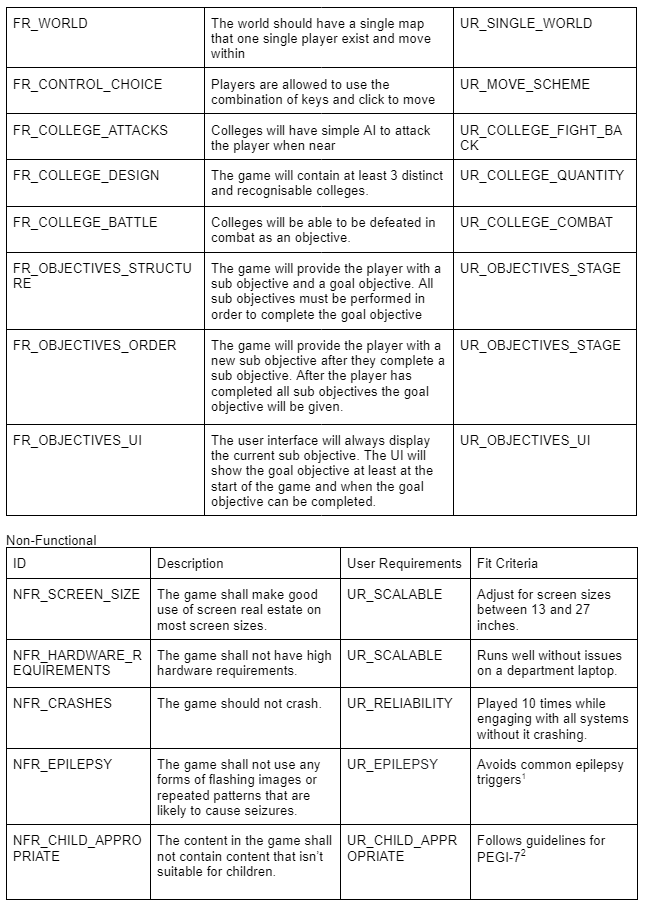 FR_WORLD
The world should have a single map
that one single player exist and move
within
UR_SINGLE_WORLD
FR_CONTROL_CHOICE
Players are allowed to use the
combination of keys and click to move
UR_MOVE_SCHEME
FR_COLLEGE_ATTACKS
Colleges will have simple AI to attack
the player when near
UR_COLLEGE_FIGHT_BA
CK
FR_COLLEGE_DESIGN
The game will contain at least 3 distinct
and recognisable colleges.
UR_COLLEGE_QUANTITY
FR_COLLEGE_BATTLE
Colleges will be able to be defeated in
combat as an objective.
UR_COLLEGE_COMBAT
FR_OBJECTIVES_STRUCTU
RE
The game will provide the player with a
sub objective and a goal objective. All
sub objectives must be performed in
order to complete the goal objective
UR_OBJECTIVES_STAGE
FR_OBJECTIVES_ORDER
The game will provide the player with a
new sub objective after they complete a
sub objective. After the player has
completed all sub objectives the goal
objective will be given.
UR_OBJECTIVES_STAGE
FR_OBJECTIVES_UI
The user interface will always display
the current sub objective. The UI will
show the goal objective at least at the
start of the game and when the goal
objective can be completed.
UR_OBJECTIVES_UI
Non-Functional
ID
Description
User Requirements
Fit Criteria
NFR_SCREEN_SIZE
The game shall make good
use of screen real estate on
most screen sizes.
UR_SCALABLE
Adjust for screen sizes
between 13 and 27
inches.
NFR_HARDWARE_R
EQUIREMENTS
The game shall not have high
hardware requirements.
UR_SCALABLE
Runs well without issues
on a department laptop.
NFR_CRASHES
The game should not crash.
UR_RELIABILITY
Played 10 times while
engaging with all systems
without it crashing.
NFR_EPILEPSY
The game shall not use any
forms of flashing images or
repeated patterns that are
likely to cause seizures.
UR_EPILEPSY
Avoids common epilepsy
triggers¹
NFR_CHILD_APPRO
PRIATE
The content in the game shall
not contain content that isn't
suitable for children.
UR_CHILD_APPR
OPRIATE
Follows guidelines for
PEGI-7²